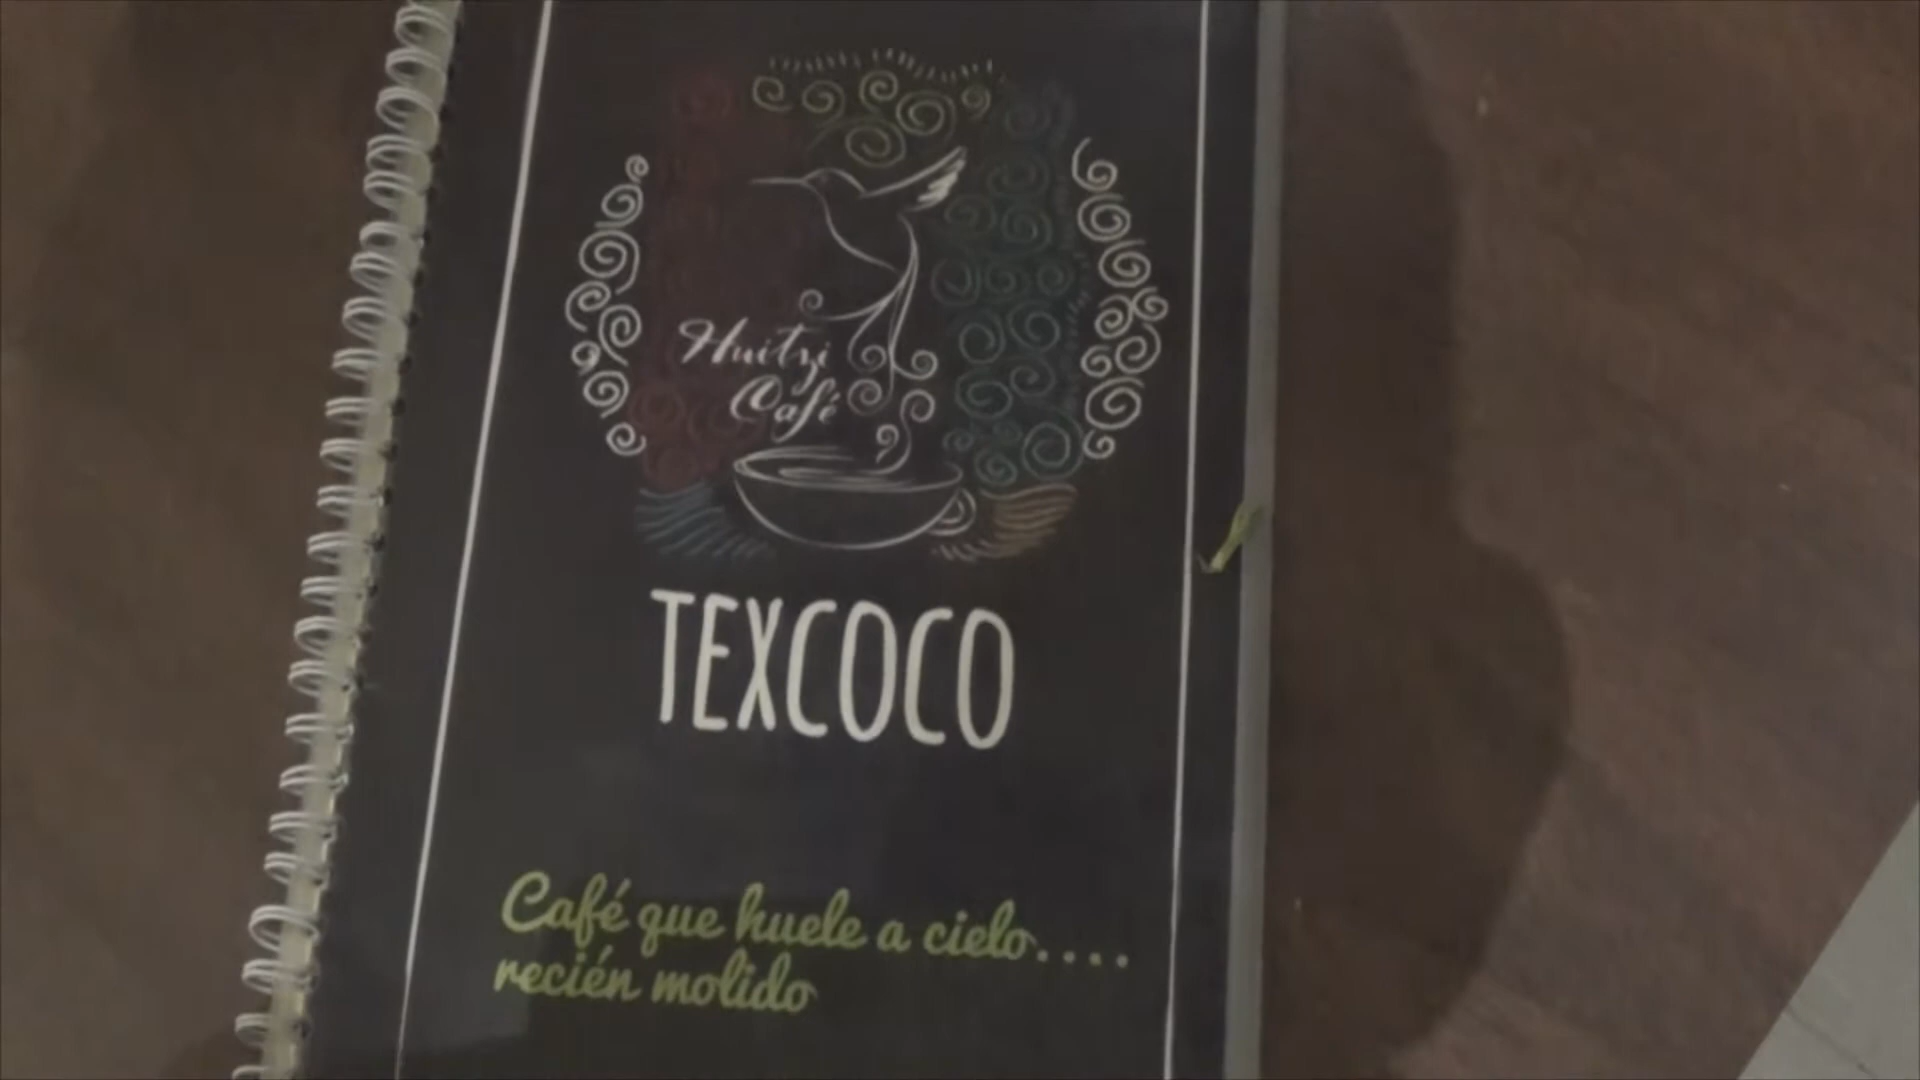 Huitzi
Café
TEXCOCO
Café que huele a cielo....
recién molido